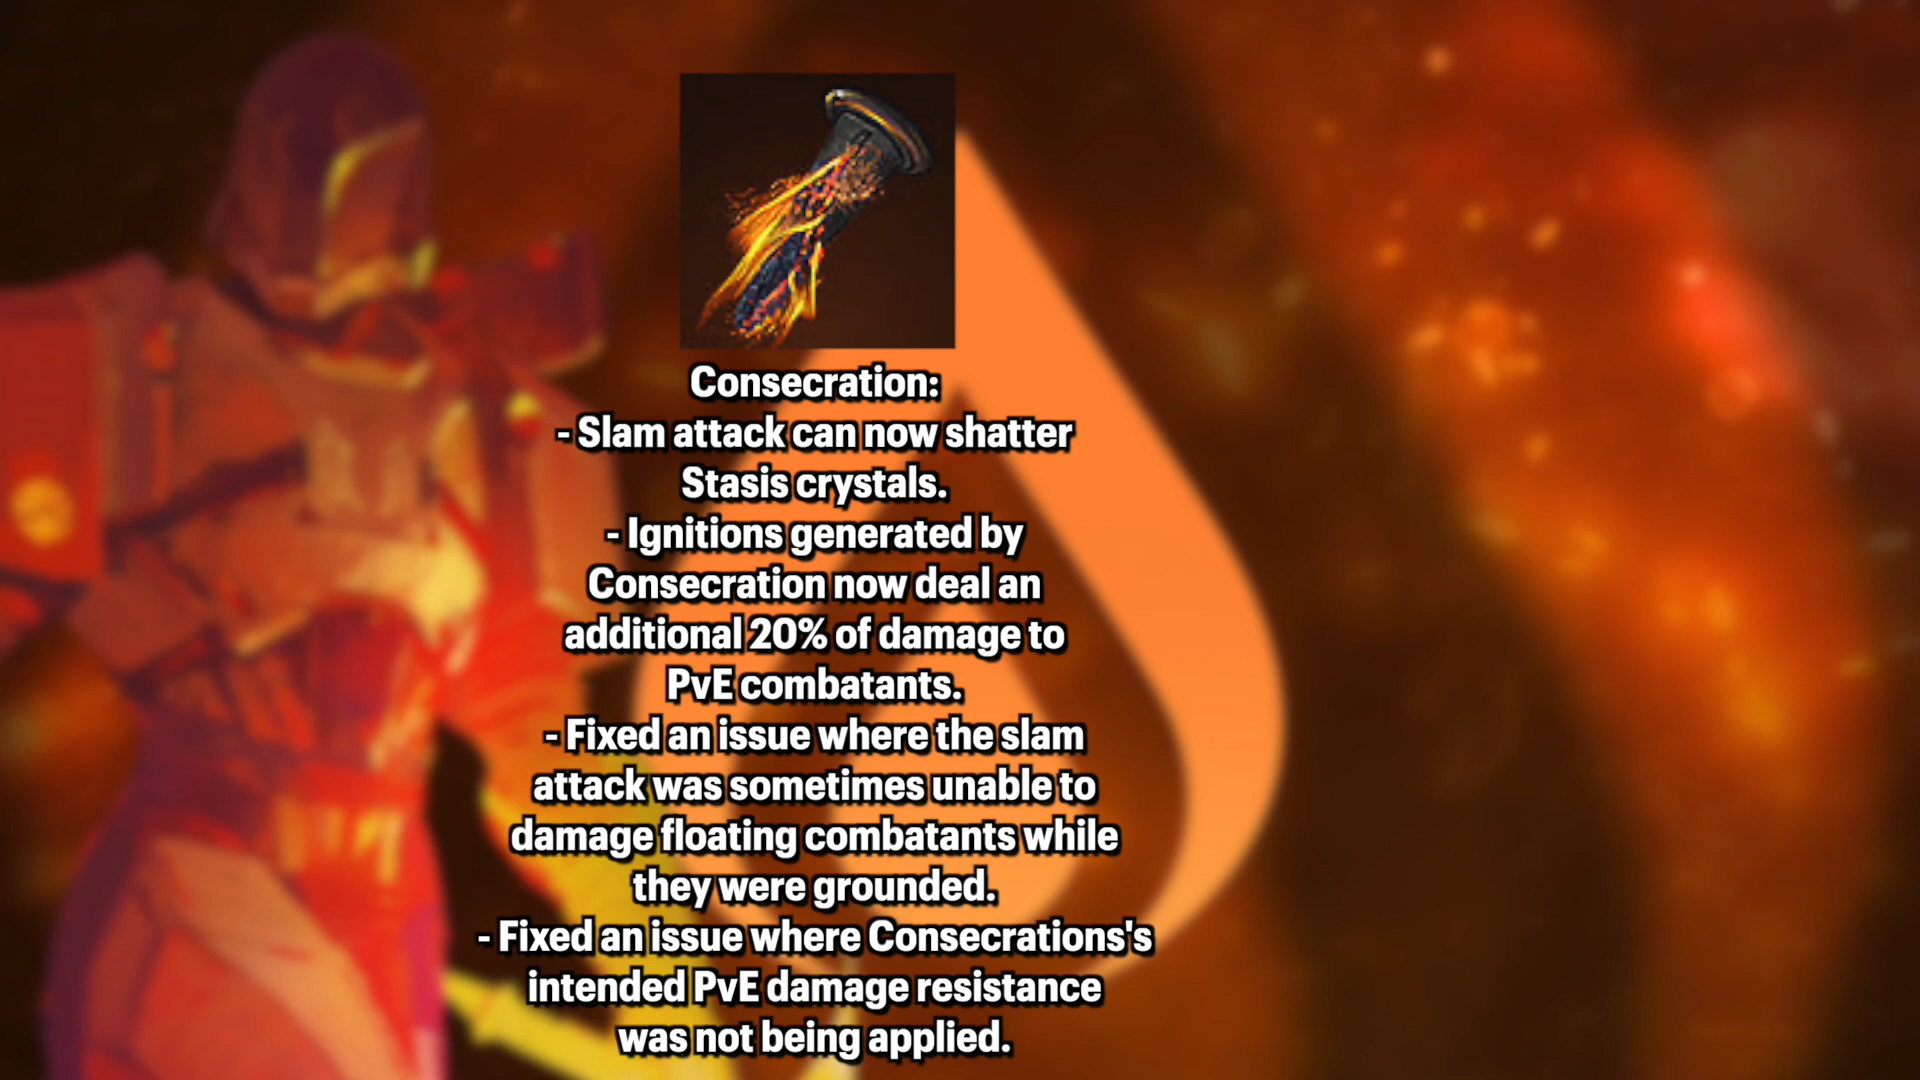 Consecration:
- Slam attack can now shatter
Stasis crystals.
- Ignitions generated by
Consecration now deal an
additional 20% of damage to
PvE combatants.
- Fixed an issue where the slam
attack was sometimes unable to
damage floating combatants while
they were grounded.
- Fixed an issue where Consecrations's
intended PvE damage resistance
was not being applied.